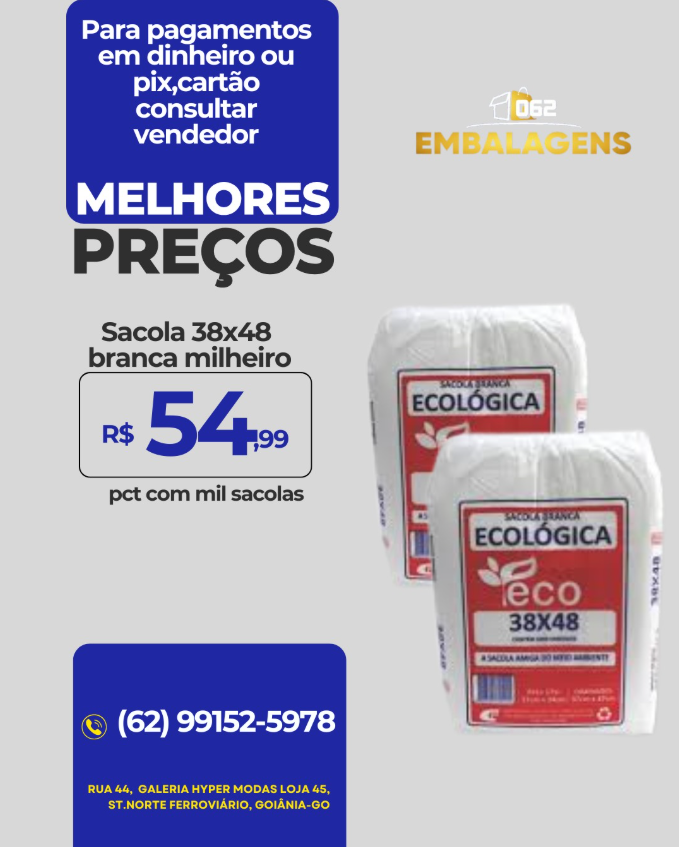 Para pagamentos
em dinheiro ou
pix,cartão
consultar
vendedor
MELHORES
PREÇOS
062
EMBALAGENS
Sacola 38x48
branca milheiro
R$ 54,99
pct com mil sacolas
SACOLA BRANCA
ECOLÓGICA
SACOLA BRANCA
ECOLÓGICA
eco
38X48
A SACOLA AMIGA DO MEIO AMBIENTE
38X48
(62) 99152-5978
RUA 44, GALERIA HYPER MODAS LOJA 45,
ST.NORTE FERROVIÁRIO, GOIÂNIA-GO